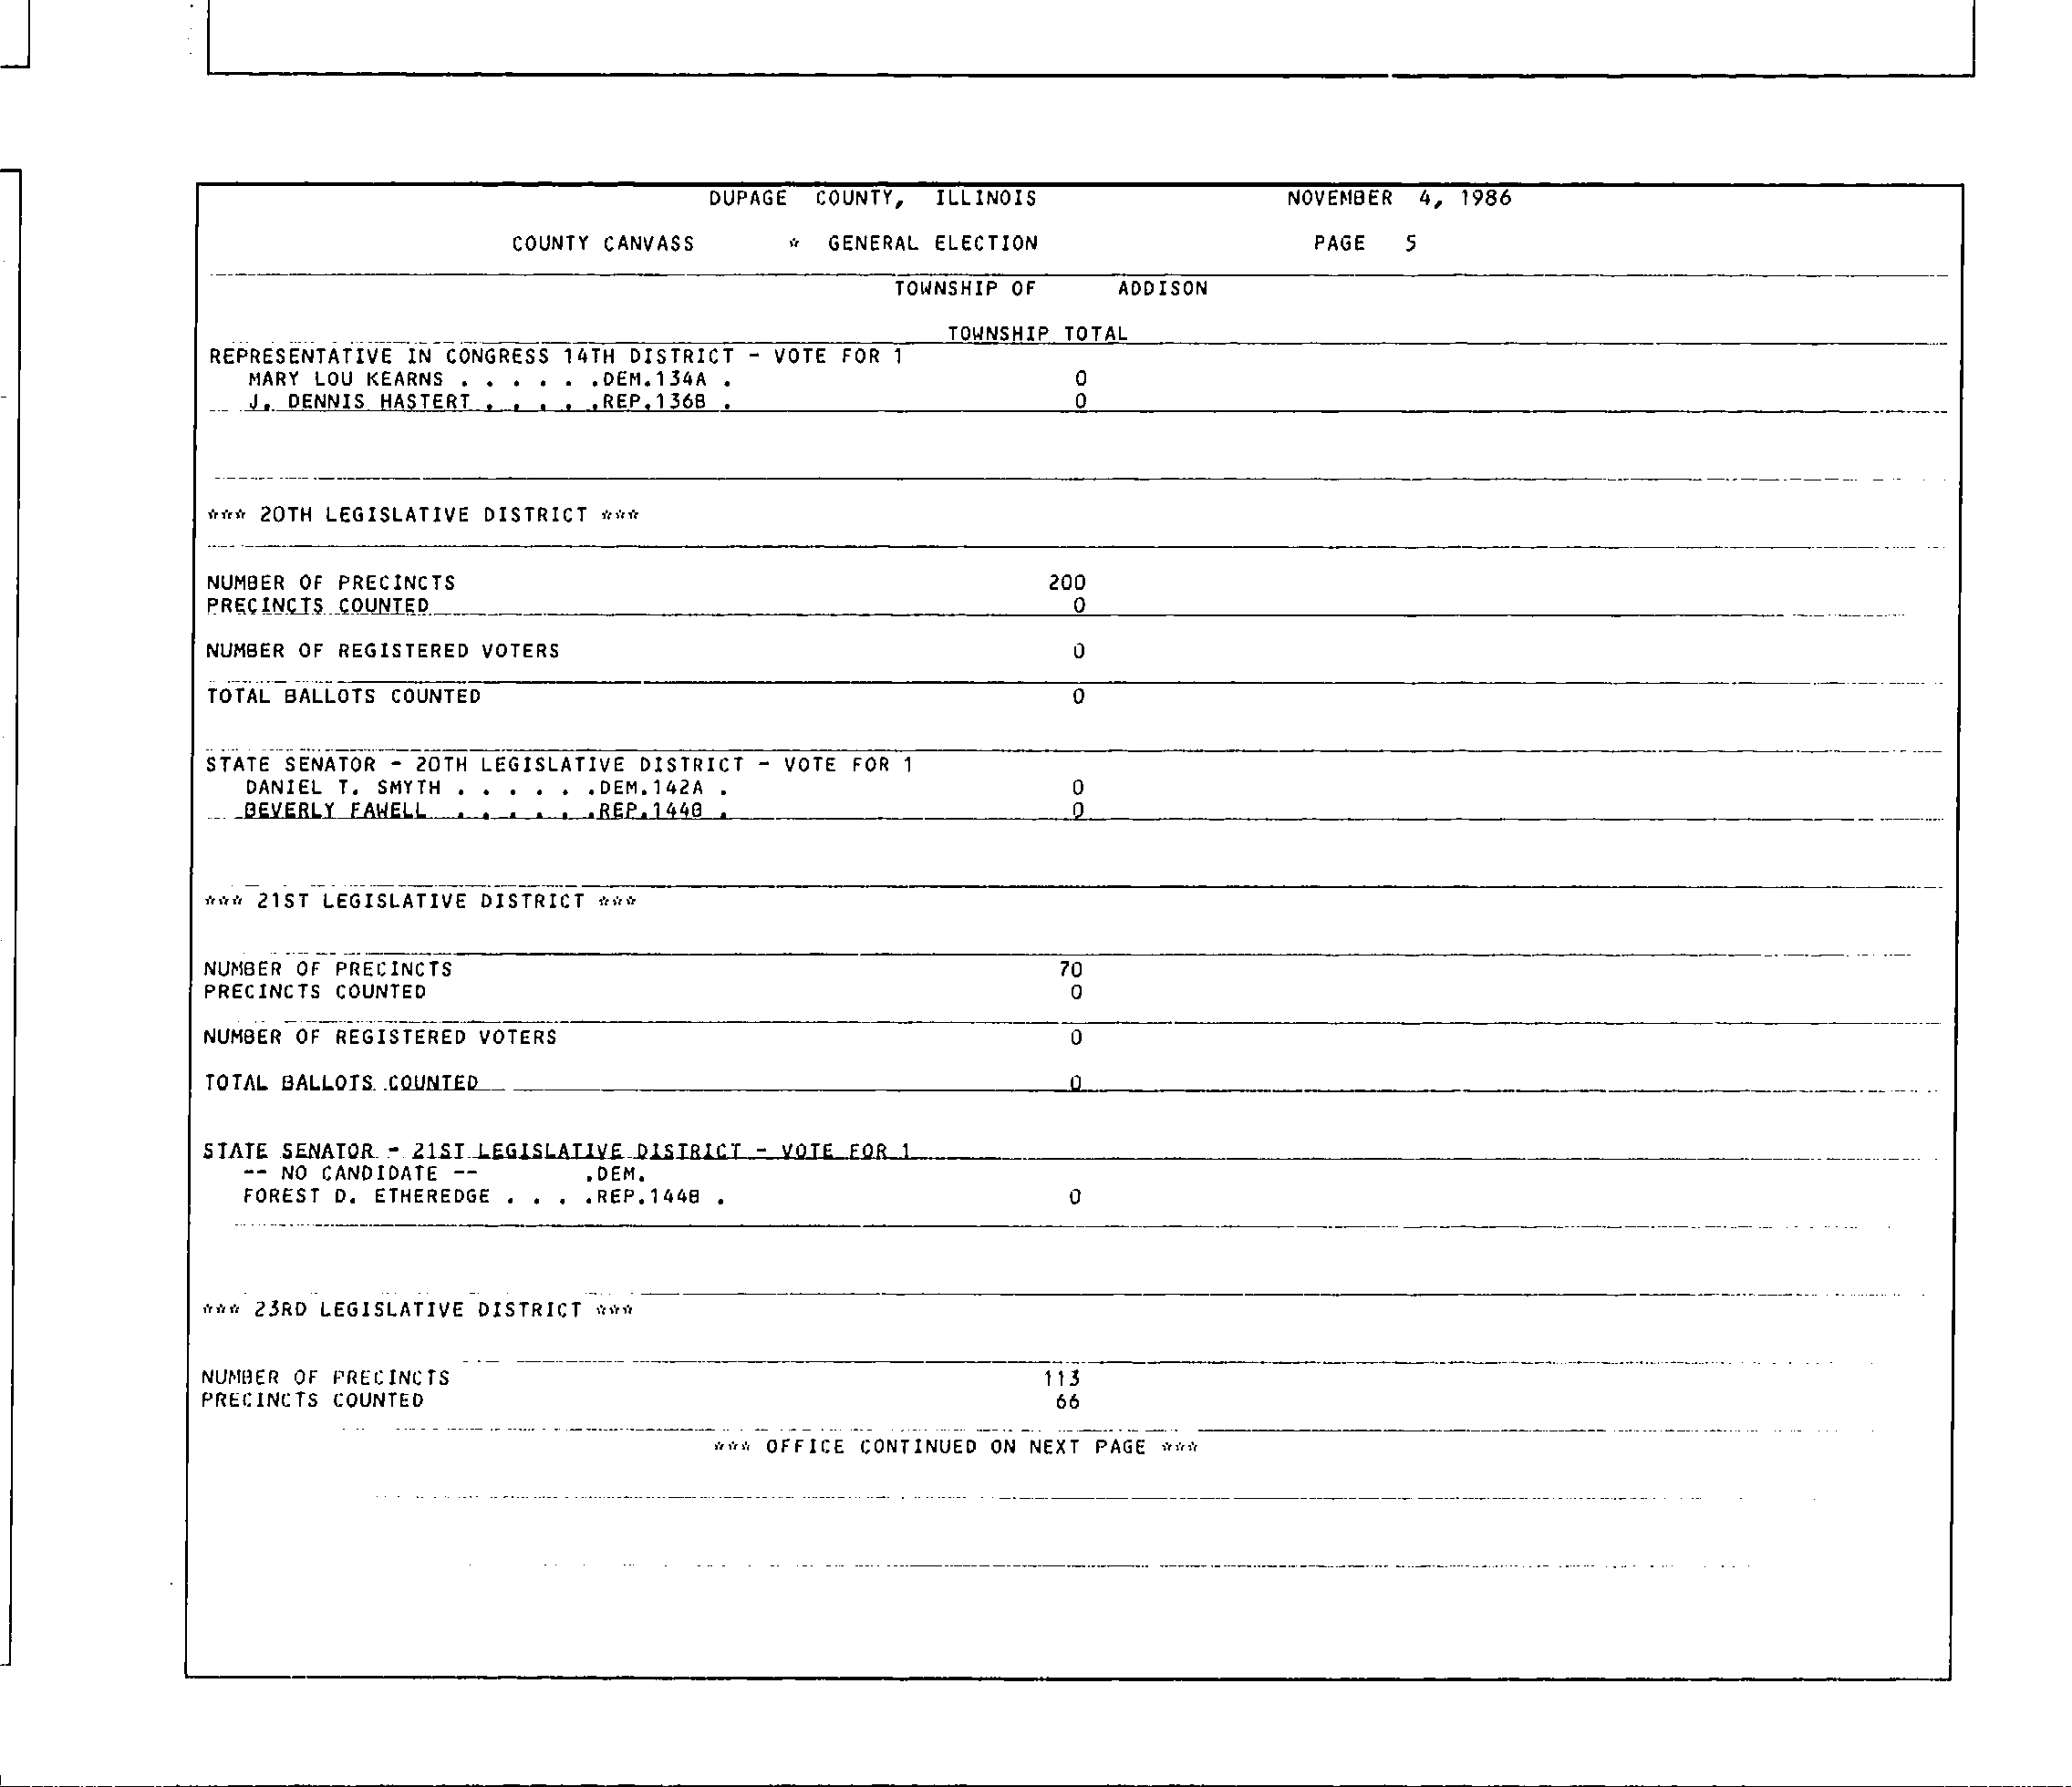 DUPAGE COUNTY, ILLINOIS NOVEMBER 4, 1986
COUNTY CANVASS * GENERAL ELECTION PAGE 5
TOWNSHIP OF ADDISON
TOWNSHIP TOTAL
REPRESENTATIVE IN CONGRESS 14TH DISTRICT - VOTE FOR 1
MARY LOU KEARNS . . . . . .DEM.134A . 0
J. DENNIS HASTERT . . . . .REP.136B . 0
*** 20TH LEGISLATIVE DISTRICT ***
NUMBER OF PRECINCTS 200
PRECINCTS COUNTED 0
NUMBER OF REGISTERED VOTERS 0
TOTAL BALLOTS COUNTED 0
STATE SENATOR - 20TH LEGISLATIVE DISTRICT - VOTE FOR 1
DANIEL T. SMYTH . . . . . .DEM.142A . 0
BEVERLY FAWELL . . . . . .REP.144B . 0
*** 21ST LEGISLATIVE DISTRICT ***
NUMBER OF PRECINCTS 70
PRECINCTS COUNTED 0
NUMBER OF REGISTERED VOTERS 0
TOTAL BALLOTS COUNTED 0
STATE SENATOR - 21ST LEGISLATIVE DISTRICT - VOTE FOR 1
-- NO CANDIDATE -- .DEM.
FOREST D. ETHEREDGE . . . .REP.144B . 0
*** 23RD LEGISLATIVE DISTRICT ***
NUMBER OF PRECINCTS 113
PRECINCTS COUNTED 66
*** OFFICE CONTINUED ON NEXT PAGE ***